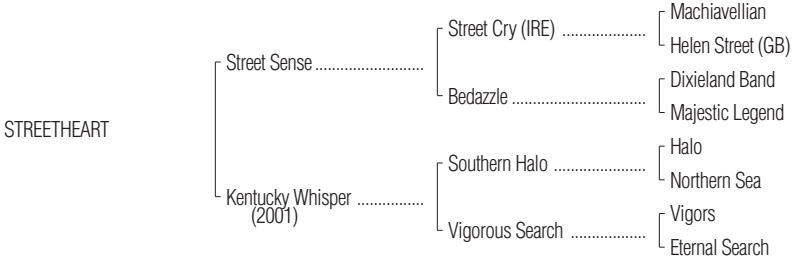 Machiavellian
Street Cry (IRE) ....................
Helen Street (GB)
Street Sense ..........................
Dixieland Band
Bedazzle ................................
Majestic Legend
STREETHEART
Halo
Southern Halo ......................
Northern Sea
Kentucky Whisper ................
(2001)
Vigors
Vigorous Search ..................
Eternal Search